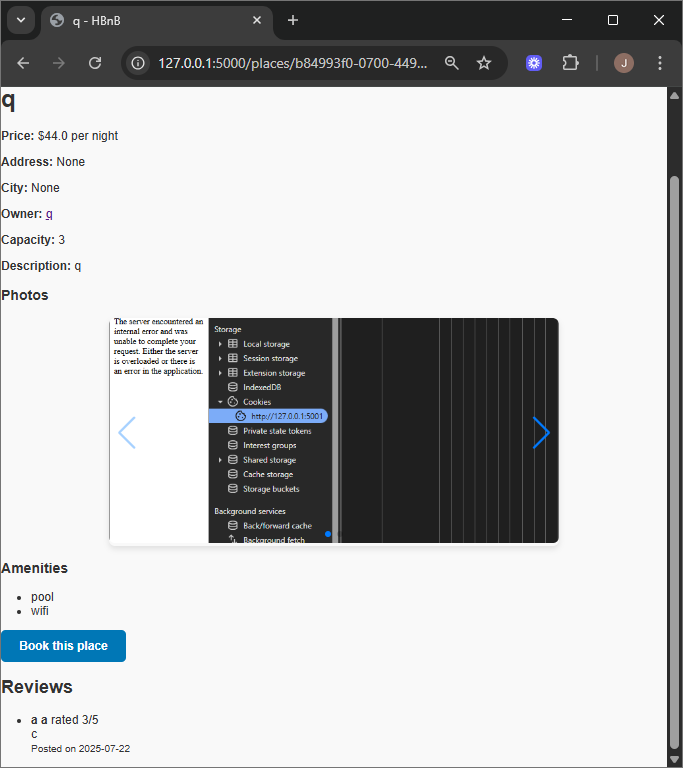 q - HBnB
127.0.0.1:5000/places/b84993f0-0700-449...
J
q
Price: $44.0 per night
Address: None
City: None
Owner: q
Capacity: 3
Description: q
Photos
The server encountered an
internal error and was
unable to complete your
request. Either the server
is overloaded or there is
an error in the application.
Storage
Local storage
Session storage
Extension storage
IndexedDB
Cookies
http://127.0.0.1:5001
Private state tokens
Interest groups
Shared storage
Cache storage
Storage buckets
Background services
Back/forward cache
Background fetch
Amenities
pool
wifi
Book this place
Reviews
a a rated 3/5
c
Posted on 2025-07-22